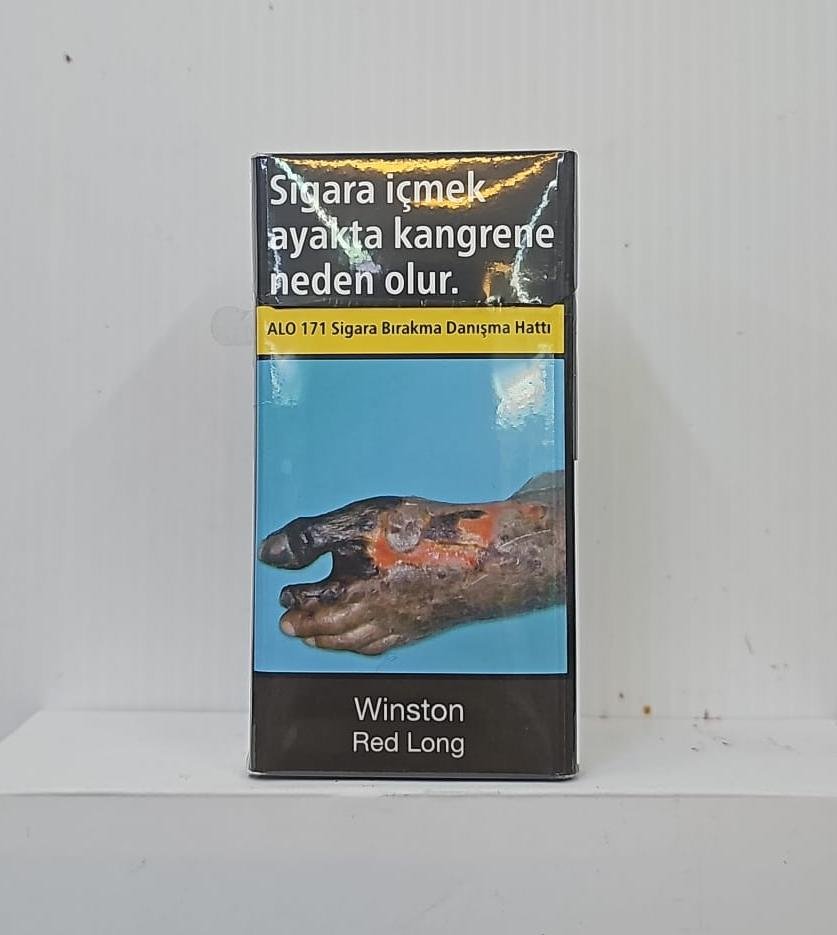 Sigara içmek
ayakta kangrene
neden olur.
ALO 171 Sigara Bırakma Danışma Hattı
Winston
Red Long